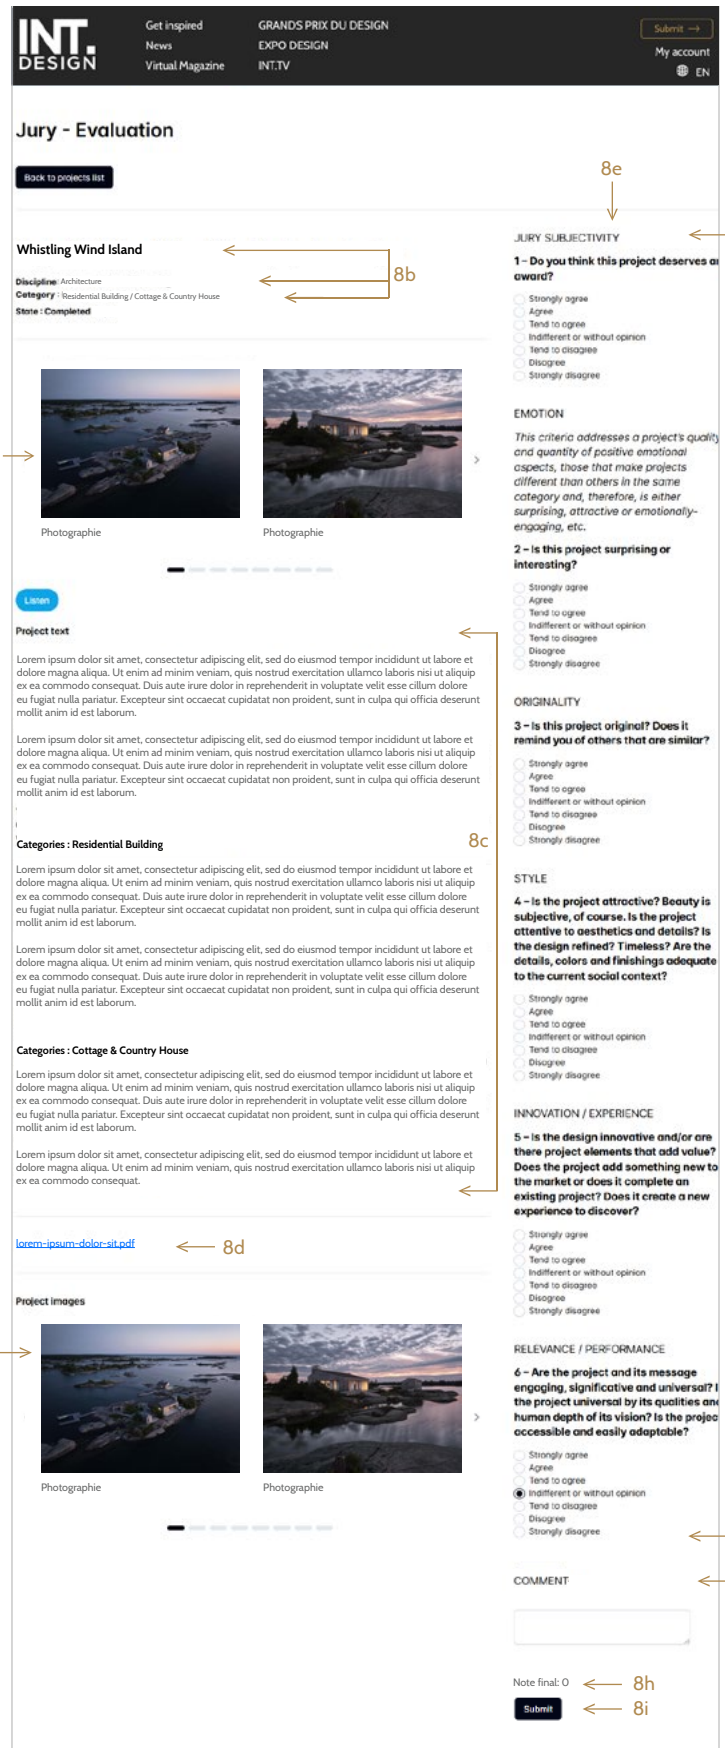 INT.
DESIGN
Get inspired
News
Virtual Magazine
GRANDS PRIX DU DESIGN
EXPO DESIGN
INT.TV
Submit →
My account
EN
Jury - Evaluation
Back to projects list
8e
Whistling Wind Island
8b
Discipline: Architecture
Category : Residential Building / Cottage & Country House
State : Completed
Photographie
Photographie
Listen
Project text
Lorem ipsum dolor sit amet, consectetur adipiscing elit, sed do eiusmod tempor incididunt ut labore et
dolore magna aliqua. Ut enim ad minim veniam, quis nostrud exercitation ullamco laboris nisi ut aliquip
ex ea commodo consequat. Duis aute irure dolor in reprehenderit in voluptate velit esse cillum dolore
eu fugiat nulla pariatur. Excepteur sint occaecat cupidatat non proident, sunt in culpa qui officia deserunt
mollit anim id est laborum.
Lorem ipsum dolor sit amet, consectetur adipiscing elit, sed do eiusmod tempor incididunt ut labore et
dolore magna aliqua. Ut enim ad minim veniam, quis nostrud exercitation ullamco laboris nisi ut aliquip
ex ea commodo consequat. Duis aute irure dolor in reprehenderit in voluptate velit esse cillum dolore
eu fugiat nulla pariatur. Excepteur sint occaecat cupidatat non proident, sunt in culpa qui officia deserunt
mollit anim id est laborum.
8c
Categories : Residential Building
Lorem ipsum dolor sit amet, consectetur adipiscing elit, sed do eiusmod tempor incididunt ut labore et
dolore magna aliqua. Ut enim ad minim veniam, quis nostrud exercitation ullamco laboris nisi ut aliquip
ex ea commodo consequat. Duis aute irure dolor in reprehenderit in voluptate velit esse cillum dolore
eu fugiat nulla pariatur. Excepteur sint occaecat cupidatat non proident, sunt in culpa qui officia deserunt
mollit anim id est laborum.
Lorem ipsum dolor sit amet, consectetur adipiscing elit, sed do eiusmod tempor incididunt ut labore et
dolore magna aliqua. Ut enim ad minim veniam, quis nostrud exercitation ullamco laboris nisi ut aliquip
ex ea commodo consequat. Duis aute irure dolor in reprehenderit in voluptate velit esse cillum dolore
eu fugiat nulla pariatur. Excepteur sint occaecat cupidatat non proident, sunt in culpa qui officia deserunt
mollit anim id est laborum.
Categories : Cottage & Country House
Lorem ipsum dolor sit amet, consectetur adipiscing elit, sed do eiusmod tempor incididunt ut labore et
dolore magna aliqua. Ut enim ad minim veniam, quis nostrud exercitation ullamco laboris nisi ut aliquip
ex ea commodo consequat. Duis aute irure dolor in reprehenderit in voluptate velit esse cillum dolore
eu fugiat nulla pariatur. Excepteur sint occaecat cupidatat non proident, sunt in culpa qui officia deserunt
mollit anim id est laborum.
Lorem ipsum dolor sit amet, consectetur adipiscing elit, sed do eiusmod tempor incididunt ut labore et
dolore magna aliqua. Ut enim ad minim veniam, quis nostrud exercitation ullamco laboris nisi ut aliquip
ex ea commodo consequat.
lorem-ipsum-dolor-sit.pdf
8d
Project images
Photographie
Photographie
JURY SUBJECTIVITY
1 – Do you think this project deserves an
award?
Strongly agree
Agree
Tend to agree
Indifferent or without opinion
Tend to disagree
Disagree
Strongly disagree
EMOTION
This criteria addresses a project's quality
and quantity of positive emotional
aspects, those that make projects
different than others in the same
category and, therefore, is either
surprising, attractive or emotionally-
engaging, etc.
2 – Is this project surprising or
interesting?
Strongly agree
Agree
Tend to agree
Indifferent or without opinion
Tend to disagree
Disagree
Strongly disagree
ORIGINALITY
3 – Is this project original? Does it
remind you of others that are similar?
Strongly agree
Agree
Tend to agree
Indifferent or without opinion
Tend to disagree
Disagree
Strongly disagree
STYLE
4 – Is the project attractive? Beauty is
subjective, of course. Is the project
attentive to aesthetics and details? Is
the design refined? Timeless? Are the
details, colors and finishings adequate
to the current social context?
Strongly agree
Agree
Tend to agree
Indifferent or without opinion
Tend to disagree
Disagree
Strongly disagree
INNOVATION / EXPERIENCE
5 – Is the design innovative and/or are
there project elements that add value?
Does the project add something new to
the market or does it complete an
existing project? Does it create a new
experience to discover?
Strongly agree
Agree
Tend to agree
Indifferent or without opinion
Tend to disagree
Disagree
Strongly disagree
RELEVANCE / PERFORMANCE
6 – Are the project and its message
engaging, significative and universal? I
the project universal by its qualities and
human depth of its vision? Is the projec
accessible and easily adaptable?
Strongly agree
Agree
Tend to agree
Indifferent or without opinion
Tend to disagree
Disagree
Strongly disagree
COMMENT
Note final: 0
8h
Submit
8i